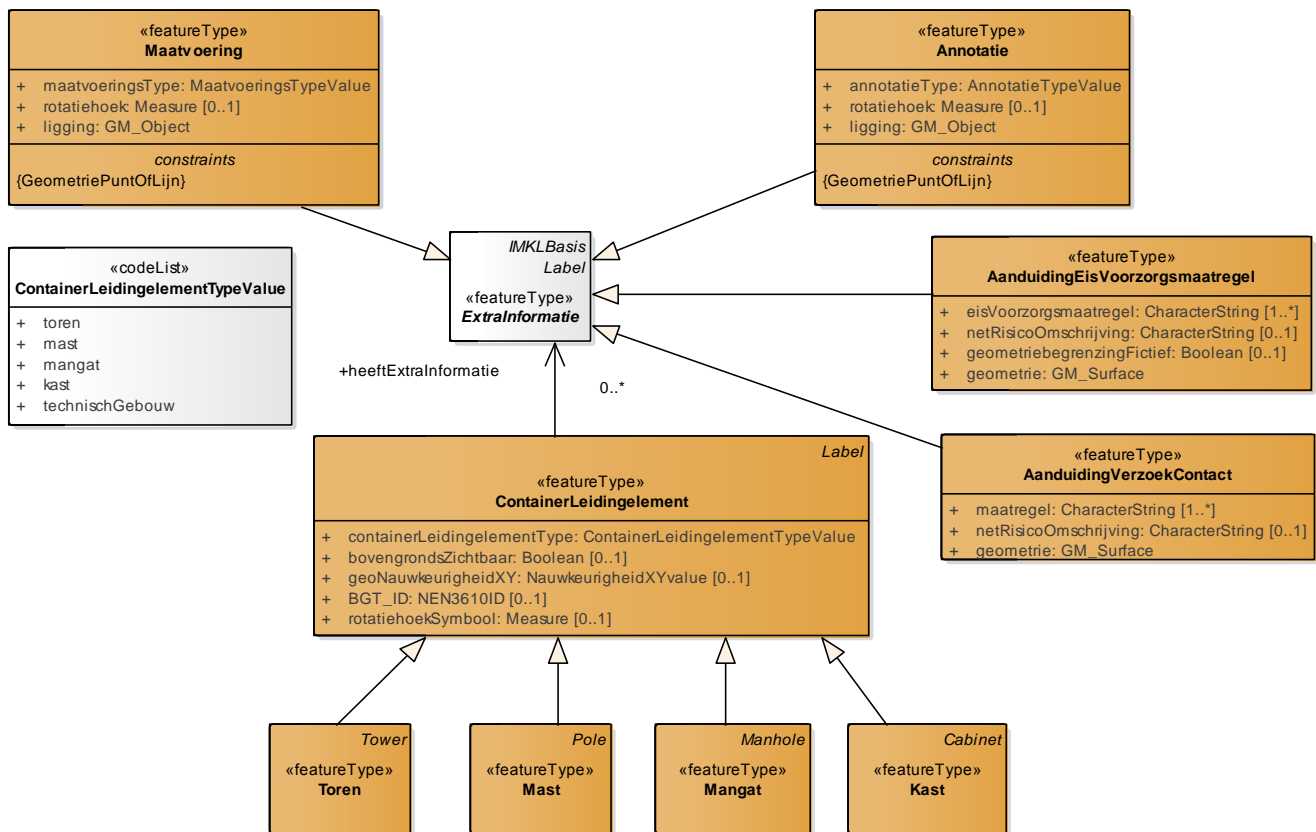 «featureType»
Maatvoering
+ maatvoeringsType: MaatvoeringsTypeValue
+ rotatiehoek: Measure [0..1]
+ ligging: GM_Object
constraints
{GeometriePuntOfLijn}
«featureType»
Annotatie
+ annotatieType: AnnotatieTypeValue
+ rotatiehoek: Measure [0..1]
+ ligging: GM_Object
constraints
{GeometriePuntOfLijn}
«codeList»
ContainerLeidingelementTypeValue
+ toren
+ mast
+ mangat
+ kast
+ technischGebouw
IMKLBasis
Label
«featureType»
ExtraInformatie
«featureType»
AanduidingEisVoorzorgsmaatregel
+ eisVoorzorgsmaatregel: CharacterString [1..*]
+ netRisicoOmschrijving: CharacterString [0..1]
+ geometriebegrenzingFictief: Boolean [0..1]
+ geometrie: GM_Surface
+heeftExtraInformatie
0..*
«featureType»
AanduidingVerzoekContact
+ maatregel: CharacterString [1..*]
+ netRisicoOmschrijving: CharacterString [0..1]
+ geometrie: GM_Surface
Label
«featureType»
ContainerLeidingelement
+ containerLeidingelementType: ContainerLeidingelementTypeValue
+ bovengrondsZichtbaar: Boolean [0..1]
+ geoNauwkeurigheidXY: NauwkeurigheidXYvalue [0..1]
+ BGT_ID: NEN3610ID [0..1]
+ rotatiehoekSymbool: Measure [0..1]
Tower
«featureType»
Toren
Pole
«featureType»
Mast
Manhole
«featureType»
Mangat
Cabinet
«featureType»
Kast